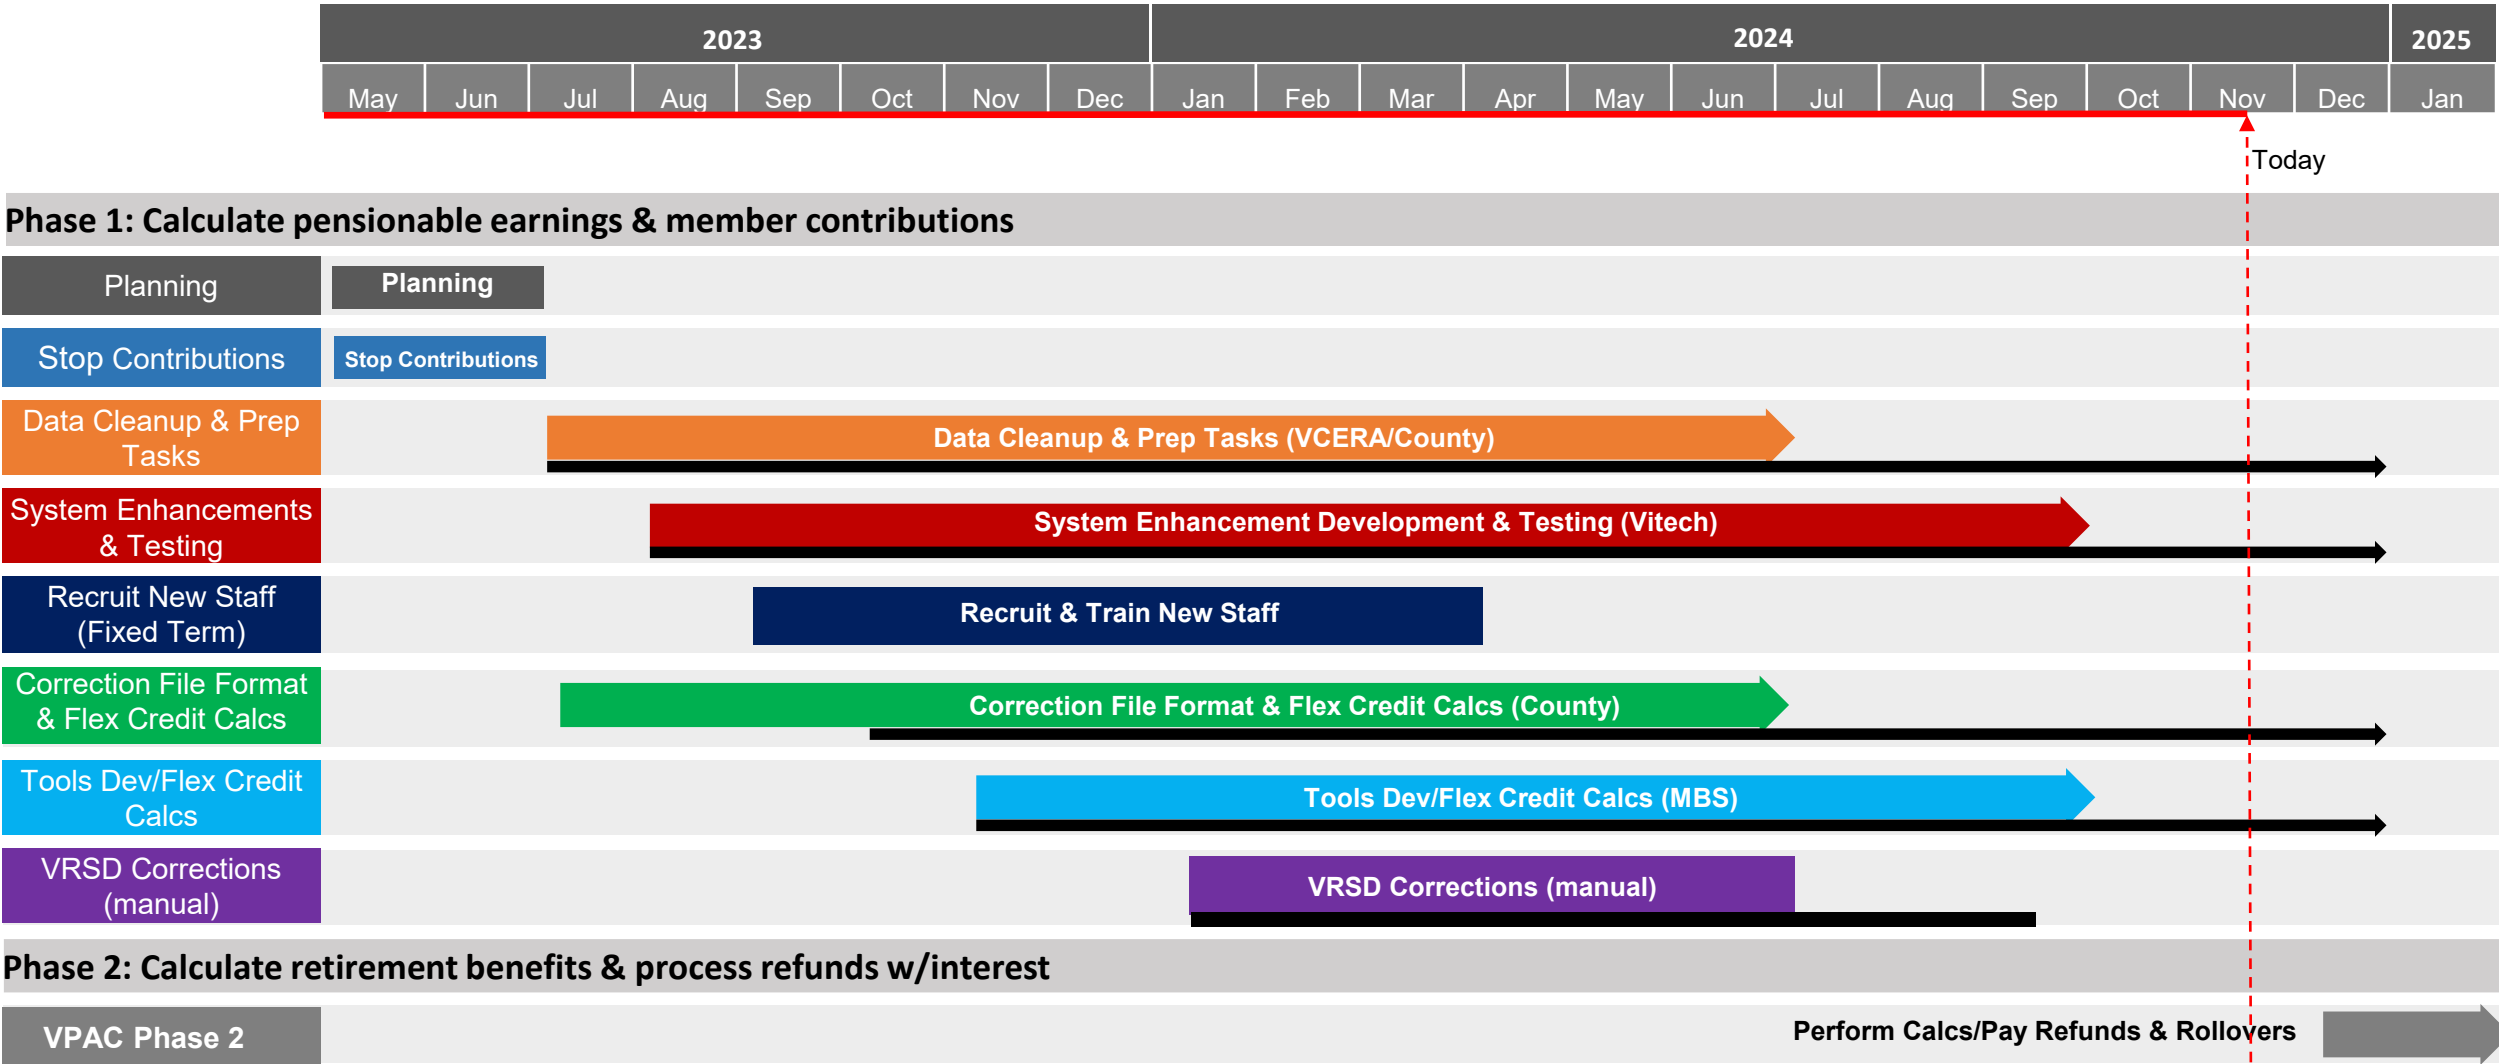 2023 2024 2025
May Jun Jul Aug Sep Oct Nov Dec Jan Feb Mar Apr May Jun Jul Aug Sep Oct Nov Dec Jan
Today
Phase 1: Calculate pensionable earnings & member contributions
Planning
Planning
Stop Contributions
Stop Contributions
Data Cleanup & Prep
Tasks
Data Cleanup & Prep Tasks (VCERA/County)
System Enhancements
& Testing
System Enhancement Development & Testing (Vitech)
Recruit New Staff
(Fixed Term)
Recruit & Train New Staff
Correction File Format
& Flex Credit Calcs
Correction File Format & Flex Credit Calcs (County)
Tools Dev/Flex Credit
Calcs
Tools Dev/Flex Credit Calcs (MBS)
VRSD Corrections
(manual)
VRSD Corrections (manual)
Phase 2: Calculate retirement benefits & process refunds w/interest
VPAC Phase 2
Perform Calcs/Pay Refunds & Rollovers